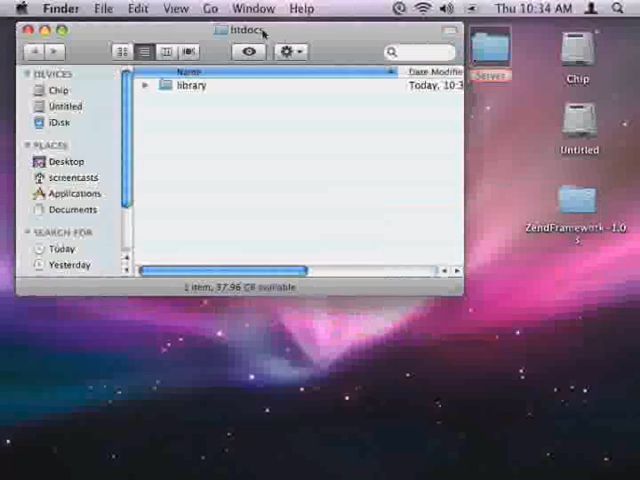 Finder File Edit View Go Window Help Thu 10:34 AM
htdocs
Name Date Modifie
library Today, 10:3
DEVICES
Chip
Untitled
iDisk
PLACES
Desktop
screencasts
Applications
Documents
SEARCH FOR
Today
Yesterday
1 item, 37.96 GB available
Server
Chip
Untitled
ZendFramework-1.0.
3